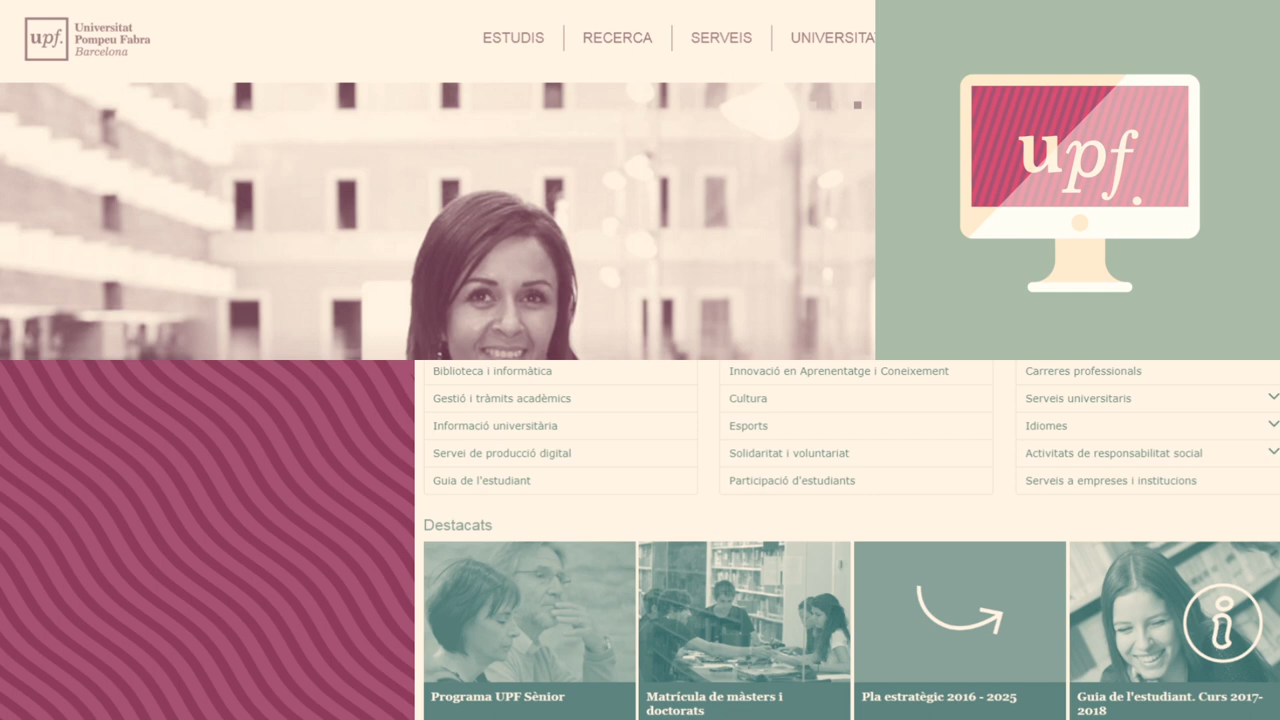 upf.
Universitat
Pompeu Fabra
Barcelona
ESTUDIS
RECERCA
SERVEIS
UNIVERSITAT
upf.
Biblioteca i informàtica
Gestió i tràmits acadèmics
Informació universitària
Servei de producció digital
Guia de l'estudiant
Innovació en Aprenentatge i Coneixement
Cultura
Esports
Solidaritat i voluntariat
Participació d'estudiants
Carreres professionals
Serveis universitaris
Idiomes
Activitats de responsabilitat social
Serveis a empreses i institucions
Destacats
Programa UPF Sènior
Matrícula de màsters i
doctorats
Pla estratègic 2016 - 2025
i
Guia de l'estudiant. Curs 2017-
2018